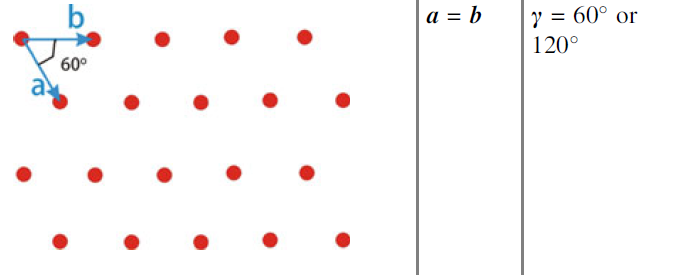 b
60°
a
a = b
γ = 60° or
120°